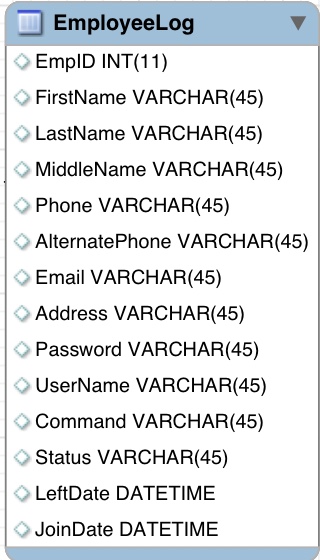 EmployeeLog
EmpID INT(11)
FirstName VARCHAR(45)
LastName VARCHAR(45)
MiddleName VARCHAR(45)
Phone VARCHAR(45)
AlternatePhone VARCHAR(45)
Email VARCHAR(45)
Address VARCHAR(45)
Password VARCHAR(45)
UserName VARCHAR(45)
Command VARCHAR(45)
Status VARCHAR(45)
LeftDate DATETIME
JoinDate DATETIME